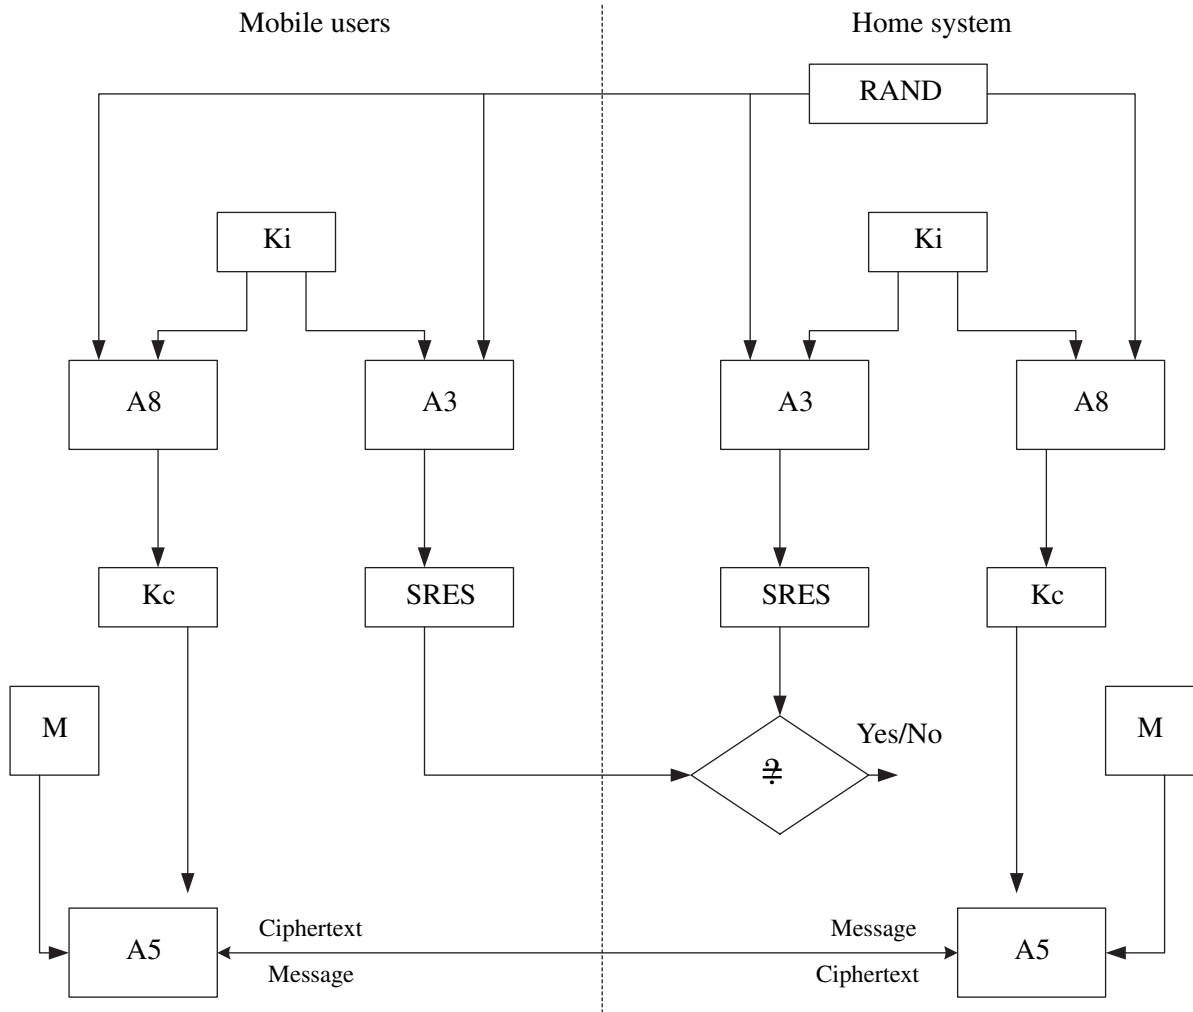 Mobile users
Home system
RAND
Ki
Ki
A8
A3
A3
A8
Kc
SRES
SRES
Kc
M
Yes/No
M
Ciphertext
Message
A5
A5
Message
Ciphertext